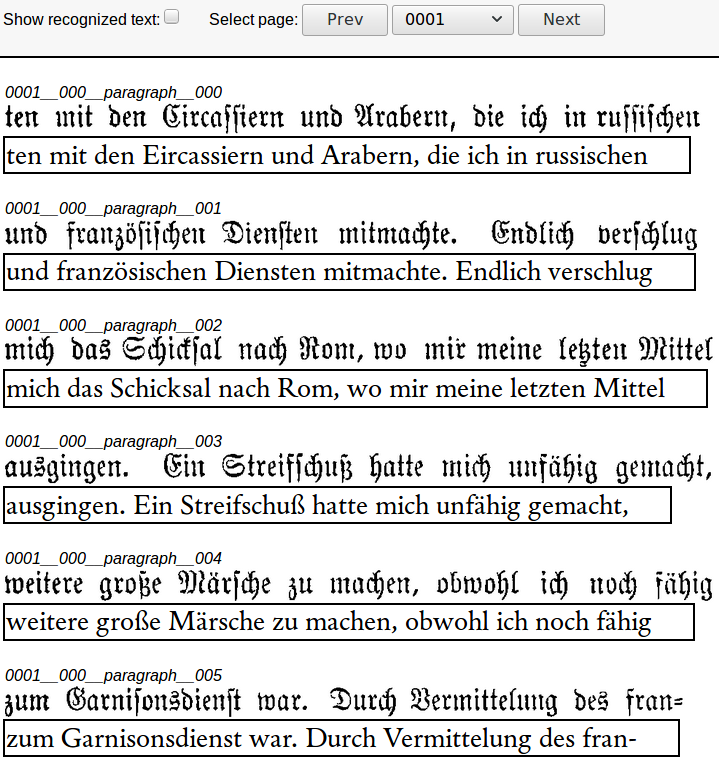 Show recognized text: Select page: Prev 0001 Next
0001__000__paragraph__000
ten mit den Circaſſiern und Arabern, die ich in ruſſiſchen
ten mit den Eircassiern und Arabern, die ich in russischen
0001__000__paragraph__001
und franzöſiſchen Dienſten mitmachte. Endlich verſchlug
und französischen Diensten mitmachte. Endlich verschlug
0001__000__paragraph__002
mich das Schickſal nach Rom, wo mir meine letzten Mittel
mich das Schicksal nach Rom, wo mir meine letzten Mittel
0001__000__paragraph__003
ausgingen. Ein Streifſchuß hatte mich unfähig gemacht,
ausgingen. Ein Streifschuß hatte mich unfähig gemacht,
0001__000__paragraph__004
weitere große Märſche zu machen, obwohl ich noch fähig
weitere große Märsche zu machen, obwohl ich noch fähig
0001__000__paragraph__005
zum Garniſonsdienſt war. Durch Vermittelung des fran⸗
zum Garnisonsdienst war. Durch Vermittelung des fran-